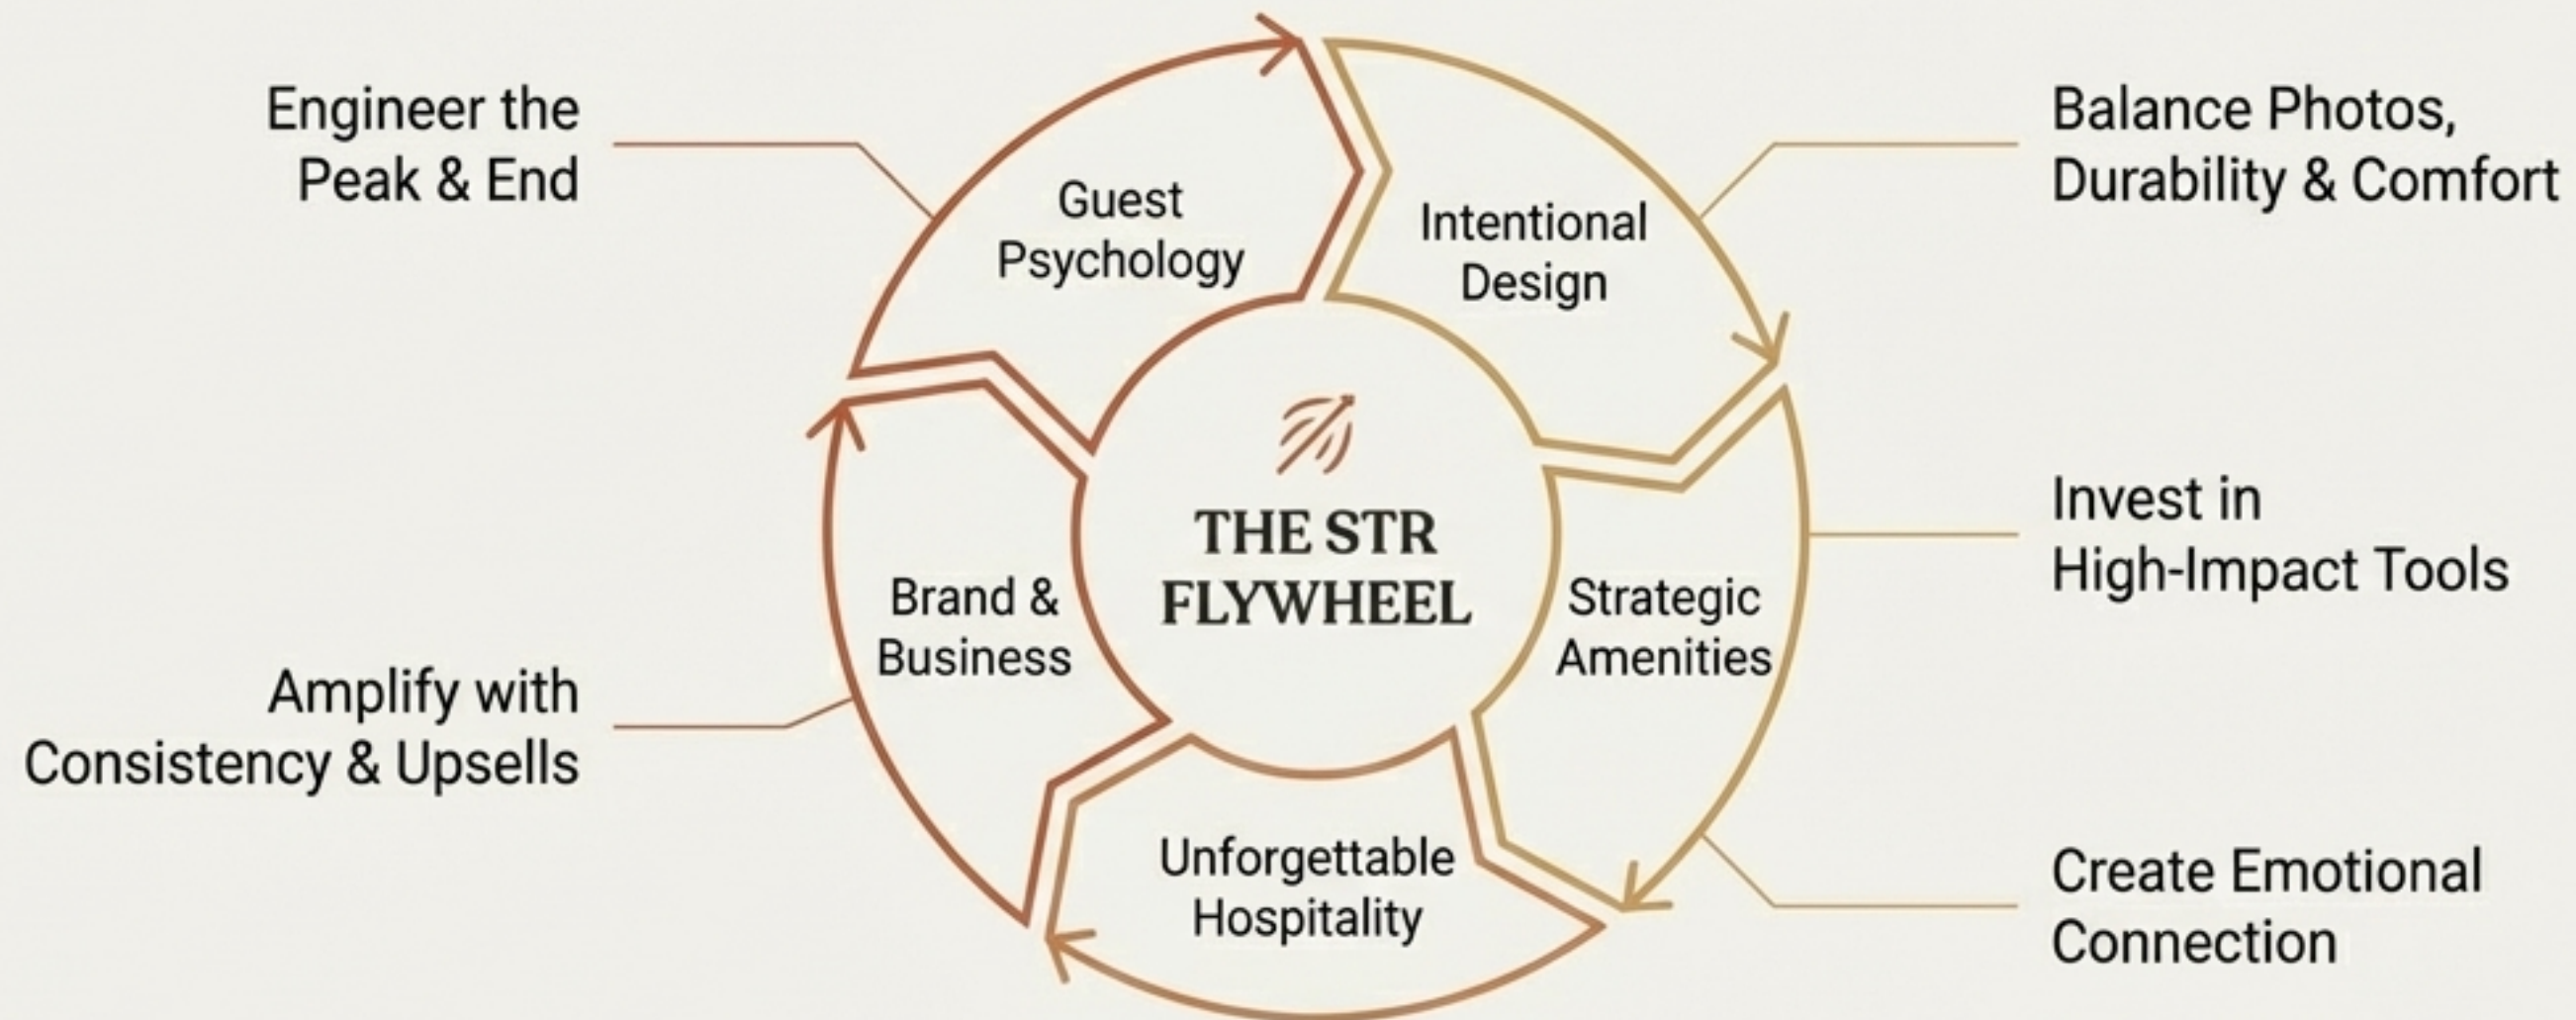 Engineer the
Peak & End
Guest
Psychology
Intentional
Design
Balance Photos,
Durability & Comfort
THE STR
FLYWHEEL
Invest in
High-Impact Tools
Brand &
Business
Strategic
Amenities
Amplify with
Consistency & Upsells
Unforgettable
Hospitality
Create Emotional
Connection